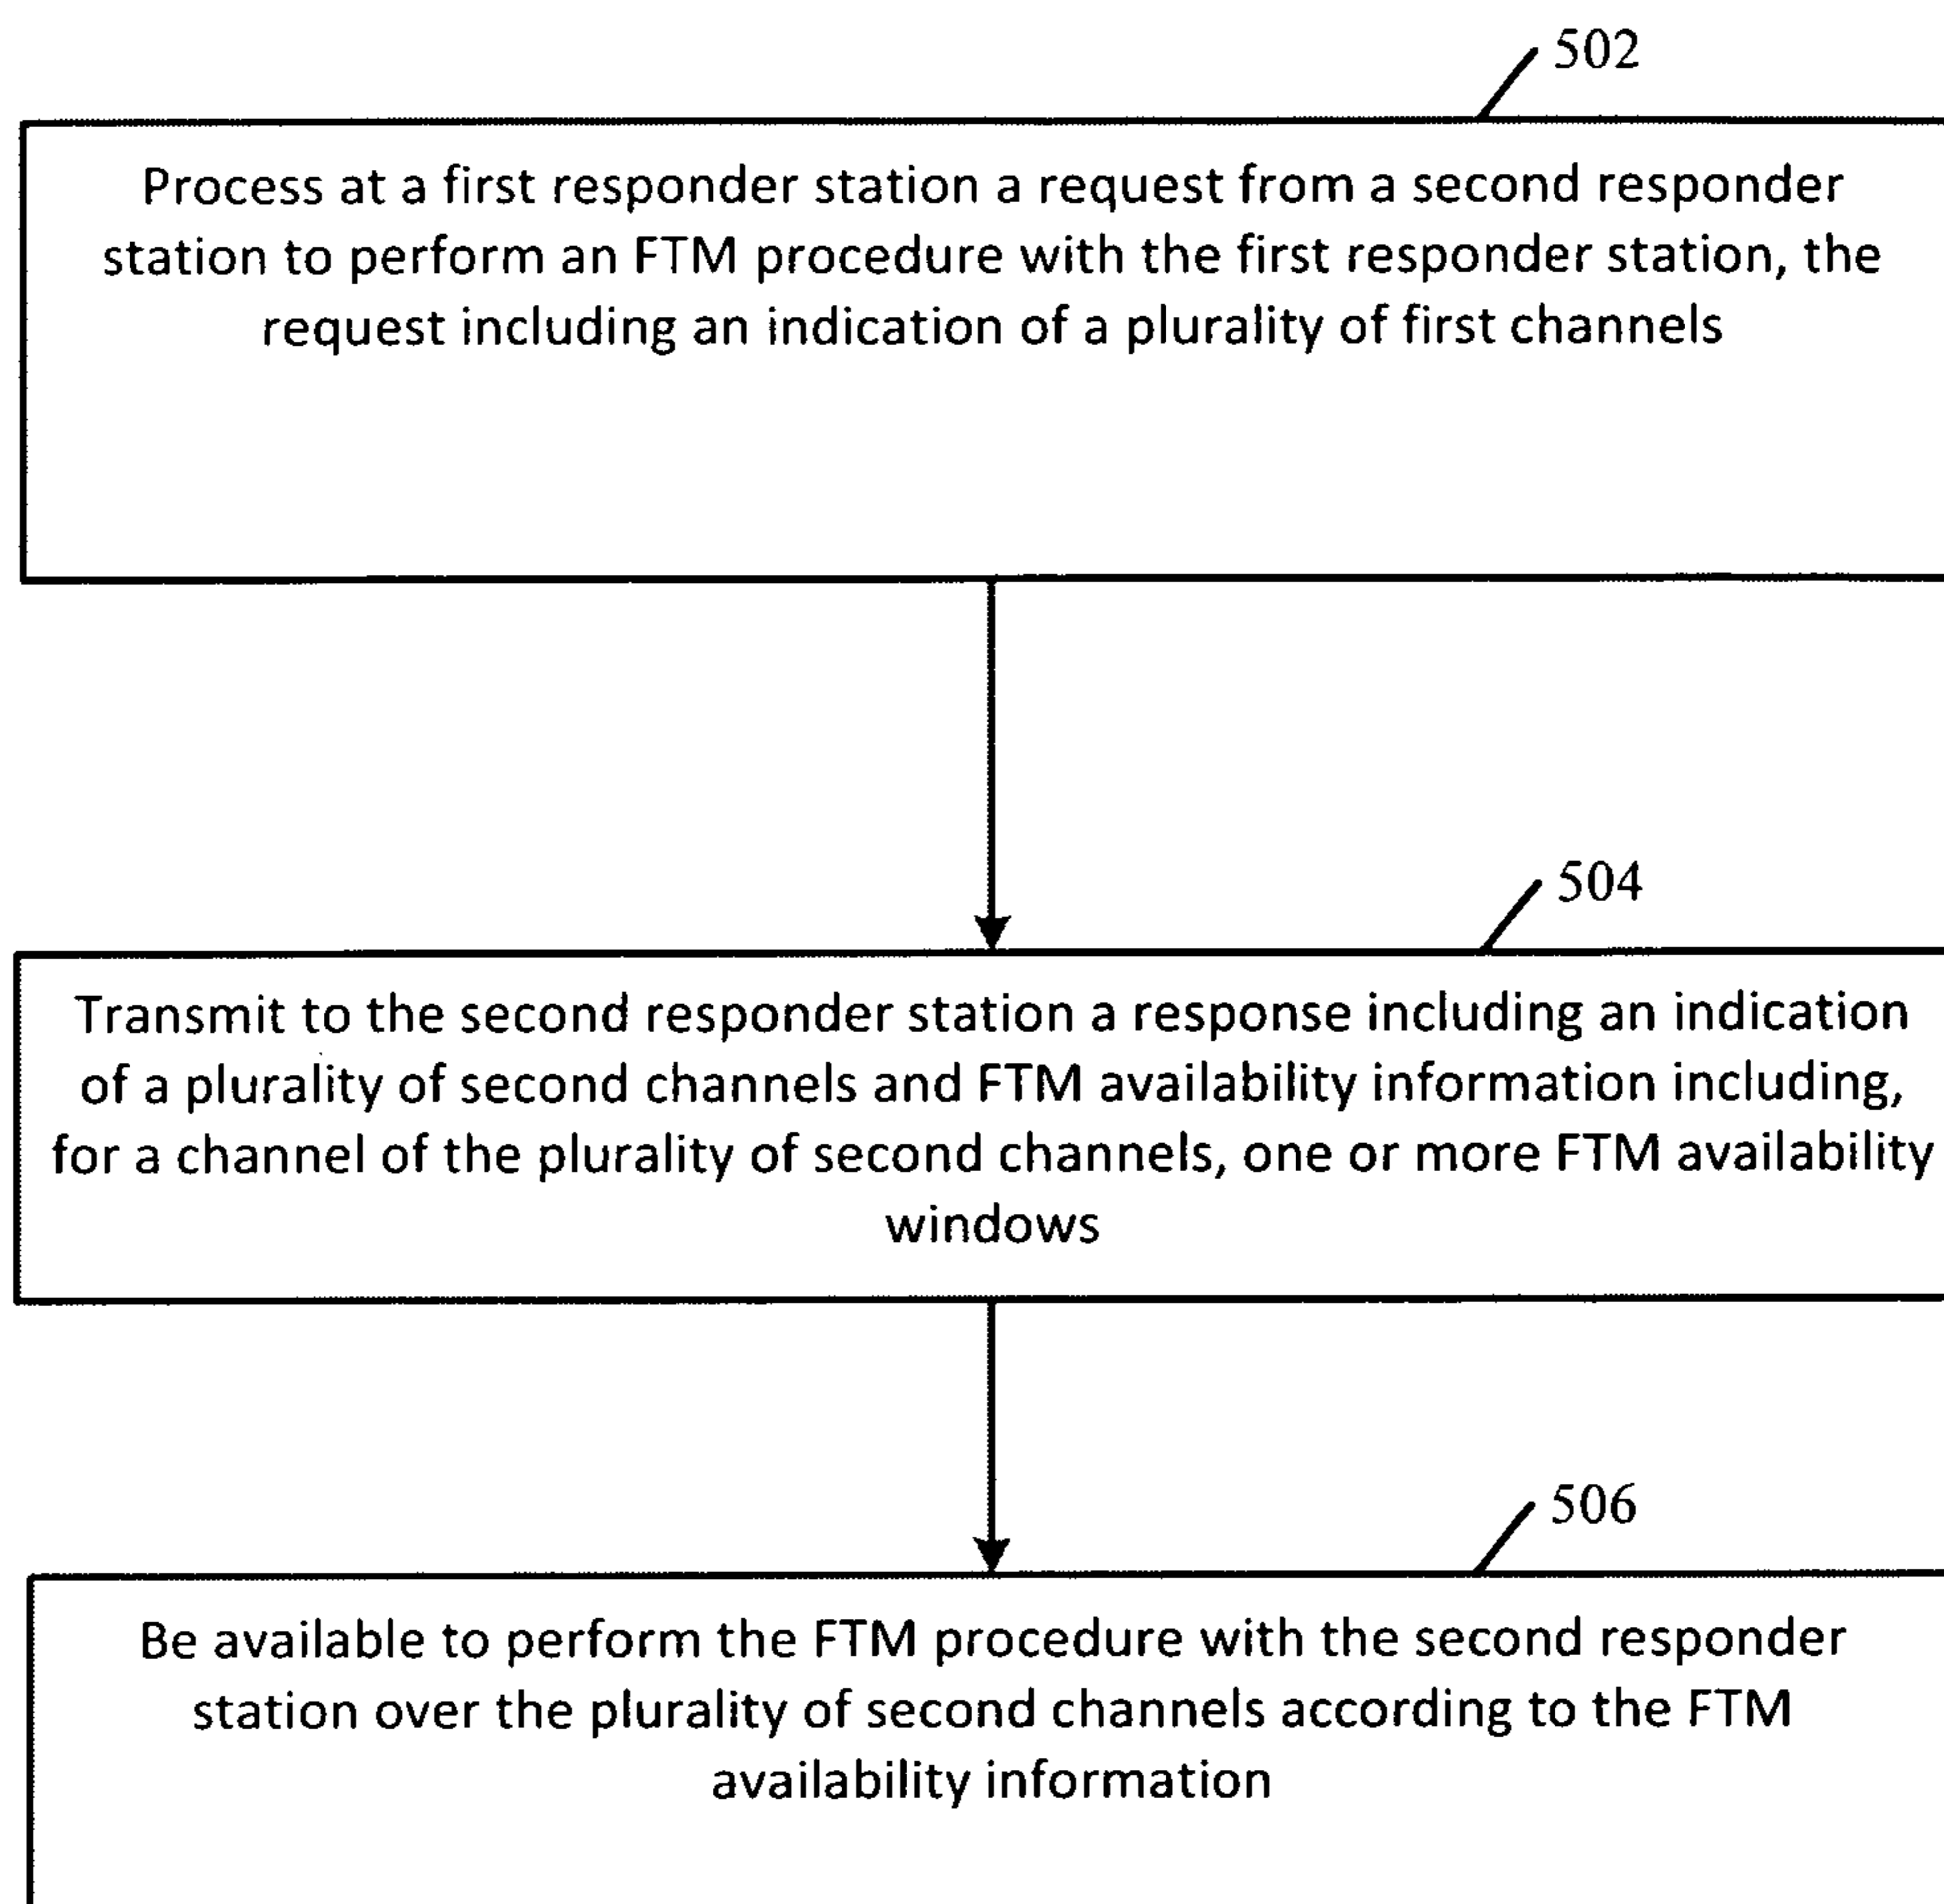 502
Process at a first responder station a request from a second responder
station to perform an FTM procedure with the first responder station, the
request including an indication of a plurality of first channels
504
Transmit to the second responder station a response including an indication
of a plurality of second channels and FTM availability information including,
for a channel of the plurality of second channels, one or more FTM availability
windows
506
Be available to perform the FTM procedure with the second responder
station over the plurality of second channels according to the FTM
availability information